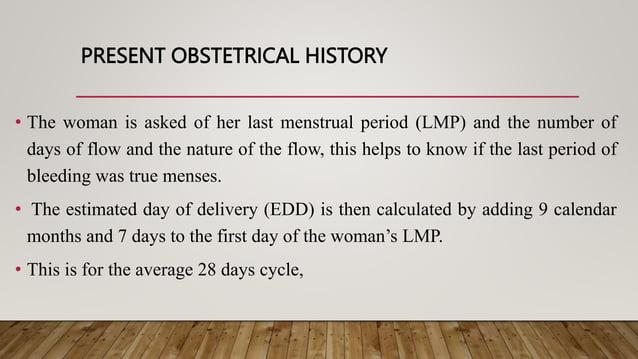 PRESENT OBSTETRICAL HISTORY
• The woman is asked of her last menstrual period (LMP) and the number of
days of flow and the nature of the flow, this helps to know if the last period of
bleeding was true menses.
• The estimated day of delivery (EDD) is then calculated by adding 9 calendar
months and 7 days to the first day of the woman’s LMP.
• This is for the average 28 days cycle,